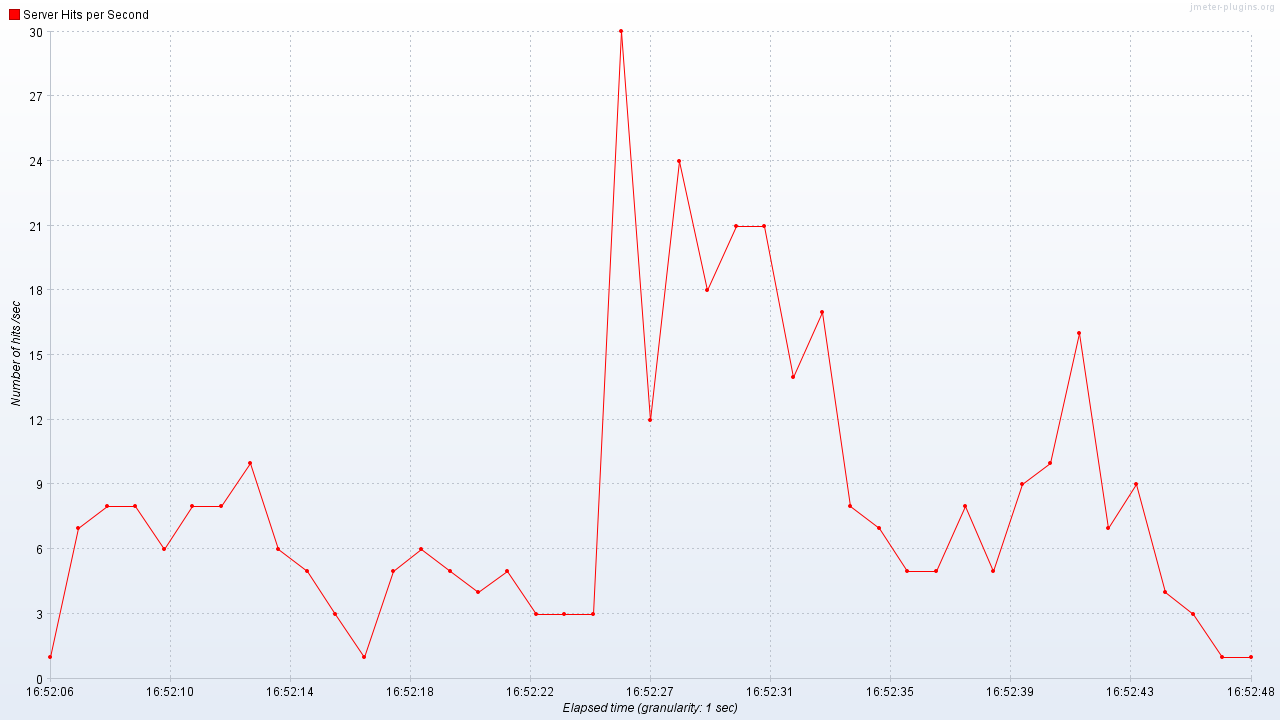 Server Hits per Second
jmeter-plugins.org
30
27
24
21
18
15
12
9
6
3
0
Number of hits /sec
16:52:06 16:52:10 16:52:14 16:52:18 16:52:22 16:52:27 16:52:31 16:52:35 16:52:39 16:52:43 16:52:48
Elapsed time (granularity: 1 sec)